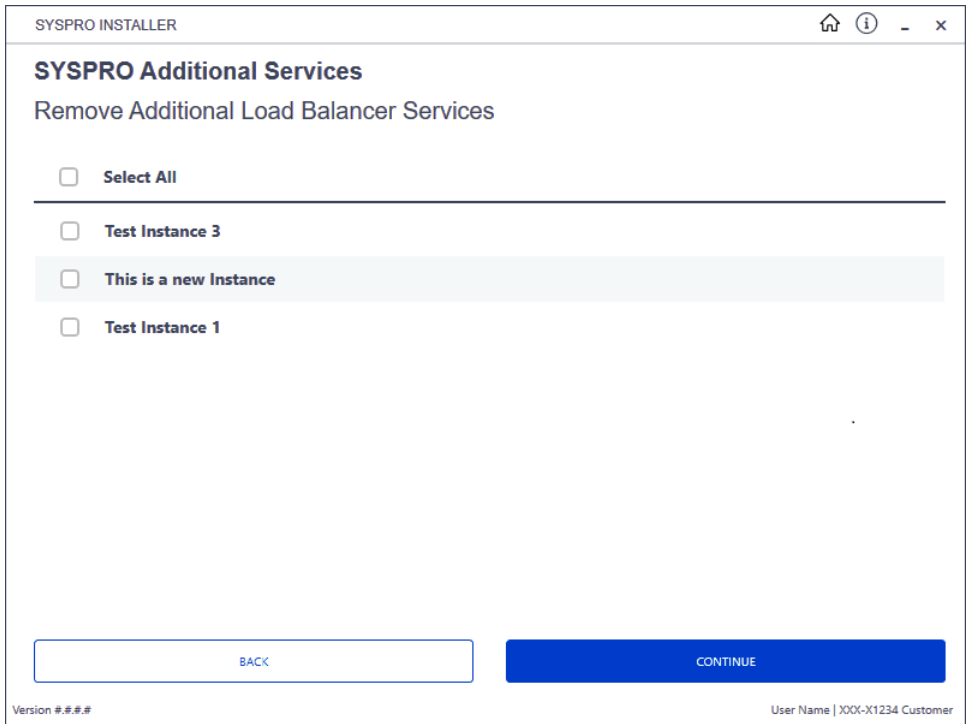 SYSPRO INSTALLER
SYSPRO Additional Services
Remove Additional Load Balancer Services
Select All
Test Instance 3
This is a new Instance
Test Instance 1
BACK
CONTINUE
Version #.#.#.#
User Name | XXX-X1234 Customer